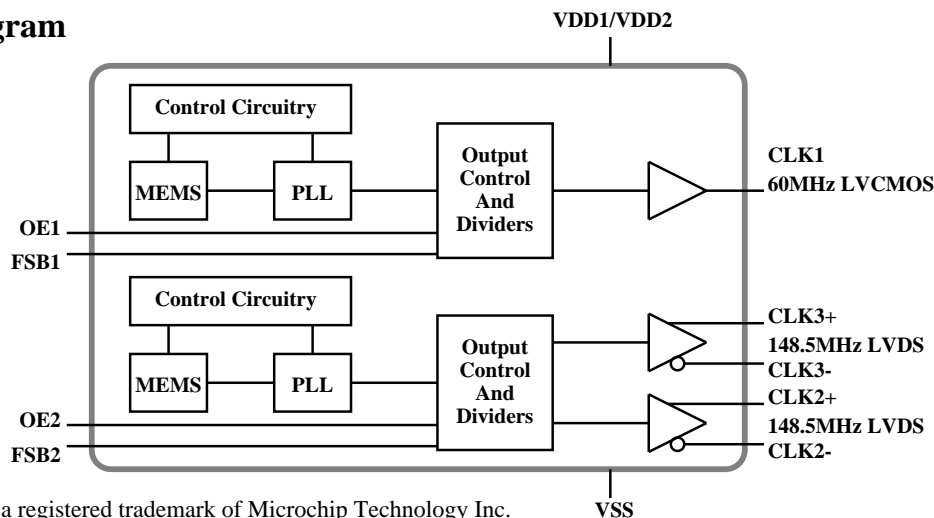 gram
VDD1/VDD2
Control Circuitry
MEMS
PLL
Output
Control
And
Dividers
CLK1
60MHz LVCMOS
OE1
FSB1
Control Circuitry
MEMS
PLL
Output
Control
And
Dividers
CLK3+
148.5MHz LVDS
CLK3-
CLK2+
148.5MHz LVDS
CLK2-
OE2
FSB2
a registered trademark of Microchip Technology Inc.
VSS